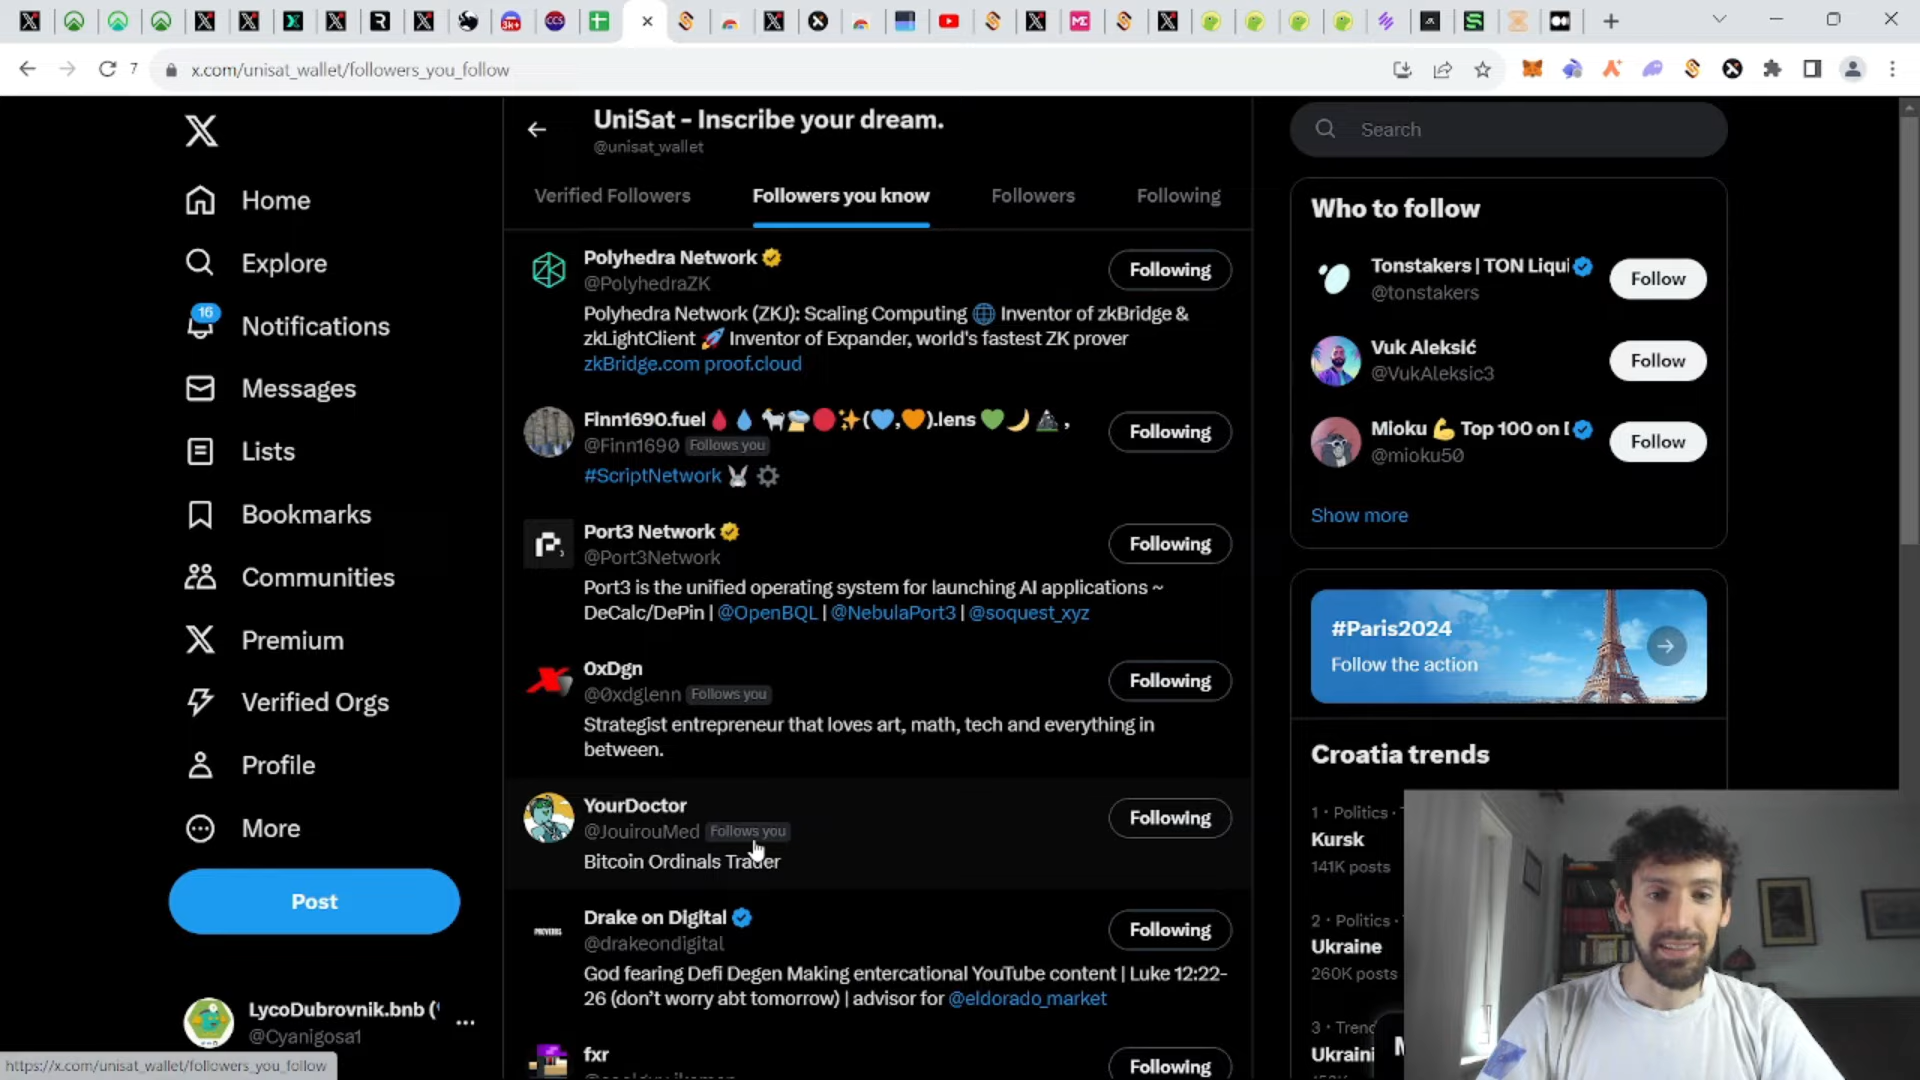 7
x.com/unisat_wallet/followers_you_follow
UniSat - Inscribe your dream.
@unisat_wallet
Verified Followers
Followers you know
Followers
Following
Home
Explore
16
Notifications
Messages
Lists
Bookmarks
Communities
Premium
Verified Orgs
Profile
More
Post
LycoDubrovnik.bnb (
@Cyanigosa1
https://x.com/unisat_wallet/followers_you_follow
Polyhedra Network
@PolyhedraZK
Following
Polyhedra Network (ZKJ): Scaling Computing 🌐 Inventor of zkBridge &
zkLightClient 🚀 Inventor of Expander, world's fastest ZK prover
zkBridge.com proof.cloud
Finn1690.fuel🩸💧 🐐🔴✨(💙,🧡).lens 💚🌙 ,
@Finn1690 Follows you
Following
#ScriptNetwork 🐰 ⚙️
Port3 Network
@Port3Network
Following
Port3 is the unified operating system for launching AI applications ~
DeCalc/DePin | @OpenBQL | @NebulaPort3 | @soquest_xyz
0xDgn
@0xdglenn Follows you
Following
Strategist entrepreneur that loves art, math, tech and everything in
between.
YourDoctor
@JouirouMed Follows you
Following
Bitcoin Ordinals Trader
Drake on Digital
@drakeondigital
Following
God fearing Defi Degen Making entercational YouTube content | Luke 12:22-
26 (don't worry abt tomorrow) | advisor for @eldorado_market
fxr
Following
Search
Who to follow
Tonstakers | TON Liqui
@tonstakers
Follow
Vuk Aleksić
@VukAleksic3
Follow
Mioku 💪 Top 100 on
@mioku50
Follow
Show more
#Paris2024
Follow the action
Croatia trends
1 · Politics ·
Kursk
141K posts
2 · Politics ·
Ukraine
260K posts
3 · Trend
Ukraini